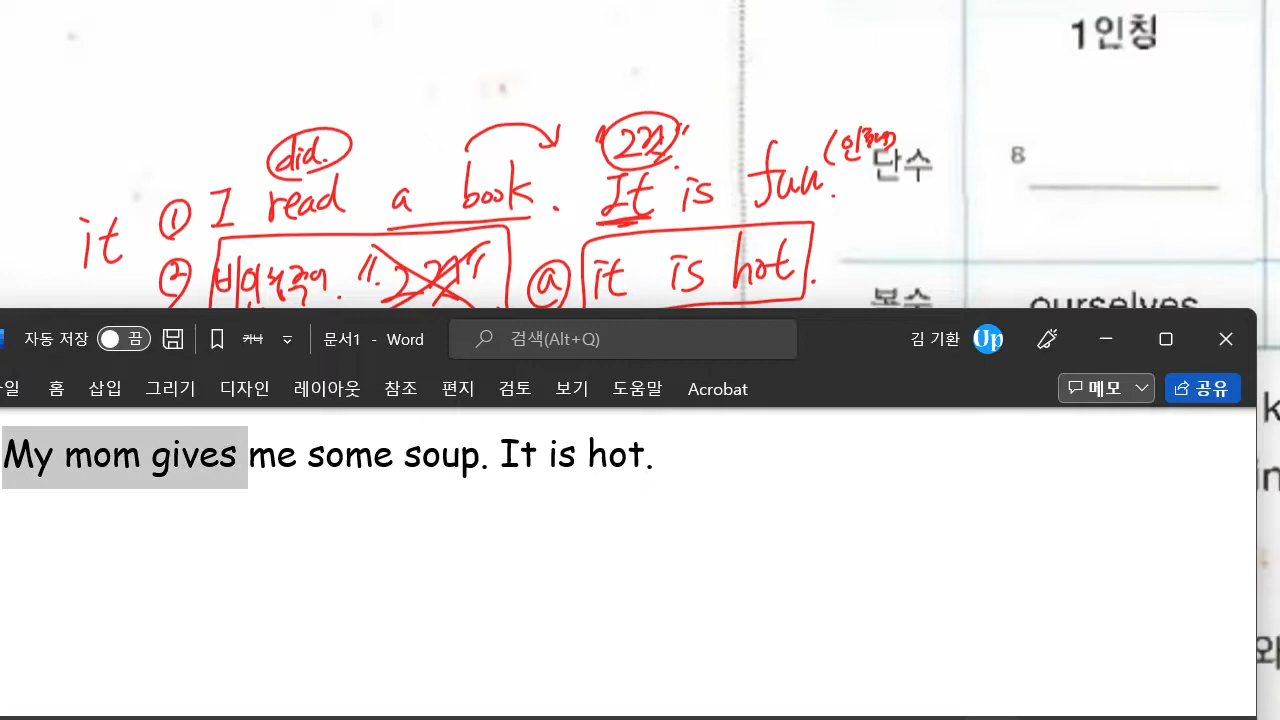 1인칭
did.
"그것"
① I read a book. It is fun.
단수
8
it
② 비인칭주어. "그것" ⓐ it is hot.
복수
ourselves
자동 저장 끔 가나 문서1 - Word 검색(Alt+Q) 김 기환 Up
일 홈 삽입 그리기 디자인 레이아웃 참조 편지 검토 보기 도움말 Acrobat 메모 공유
My mom gives me some soup. It is hot.
와